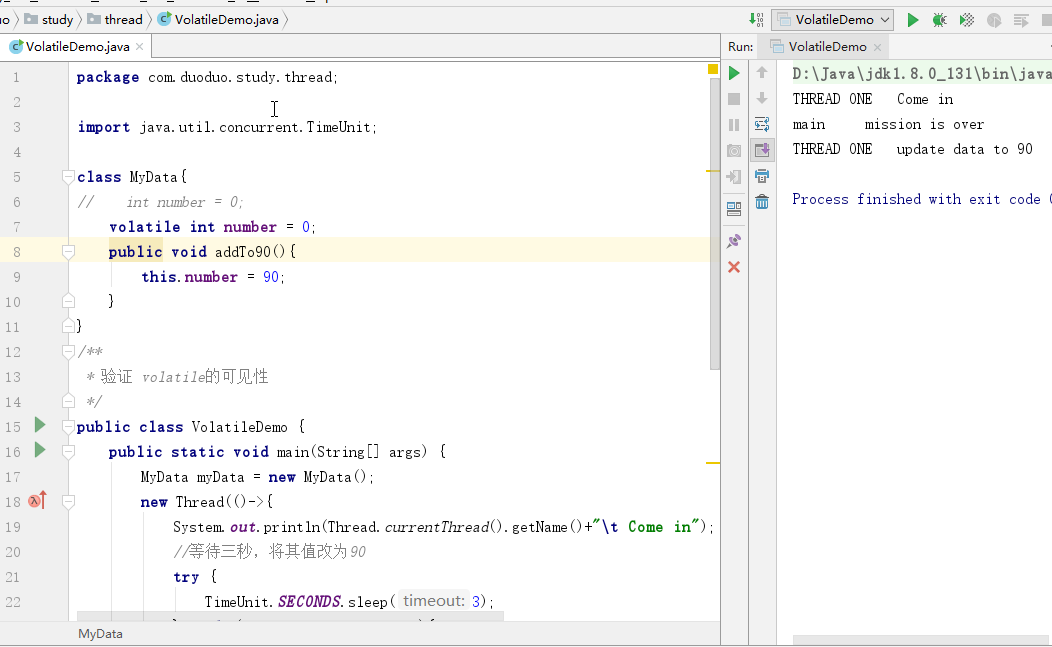 study thread VolatileDemo.java VolatileDemo
VolatileDemo.java Run: VolatileDemo
1 package com.duoduo.study.thread;
2
3 import java.util.concurrent.TimeUnit;
4
5 class MyData{
6 // int number = 0;
7 volatile int number = 0;
8 public void addTo90(){
9 this.number = 90;
10 }
11 }
12 /**
13 * 验证 volatile的可见性
14 */
15 public class VolatileDemo {
16 public static void main(String[] args) {
17 MyData myData = new MyData();
18 new Thread(()->{
19 System.out.println(Thread.currentThread().getName()+"\t Come in");
20 //等待三秒，将其值改为90
21 try {
22 TimeUnit.SECONDS.sleep( timeout: 3);
MyData
D:\Java\jdk1.8.0_131\bin\java
THREAD ONE Come in
main mission is over
THREAD ONE update data to 90
Process finished with exit code